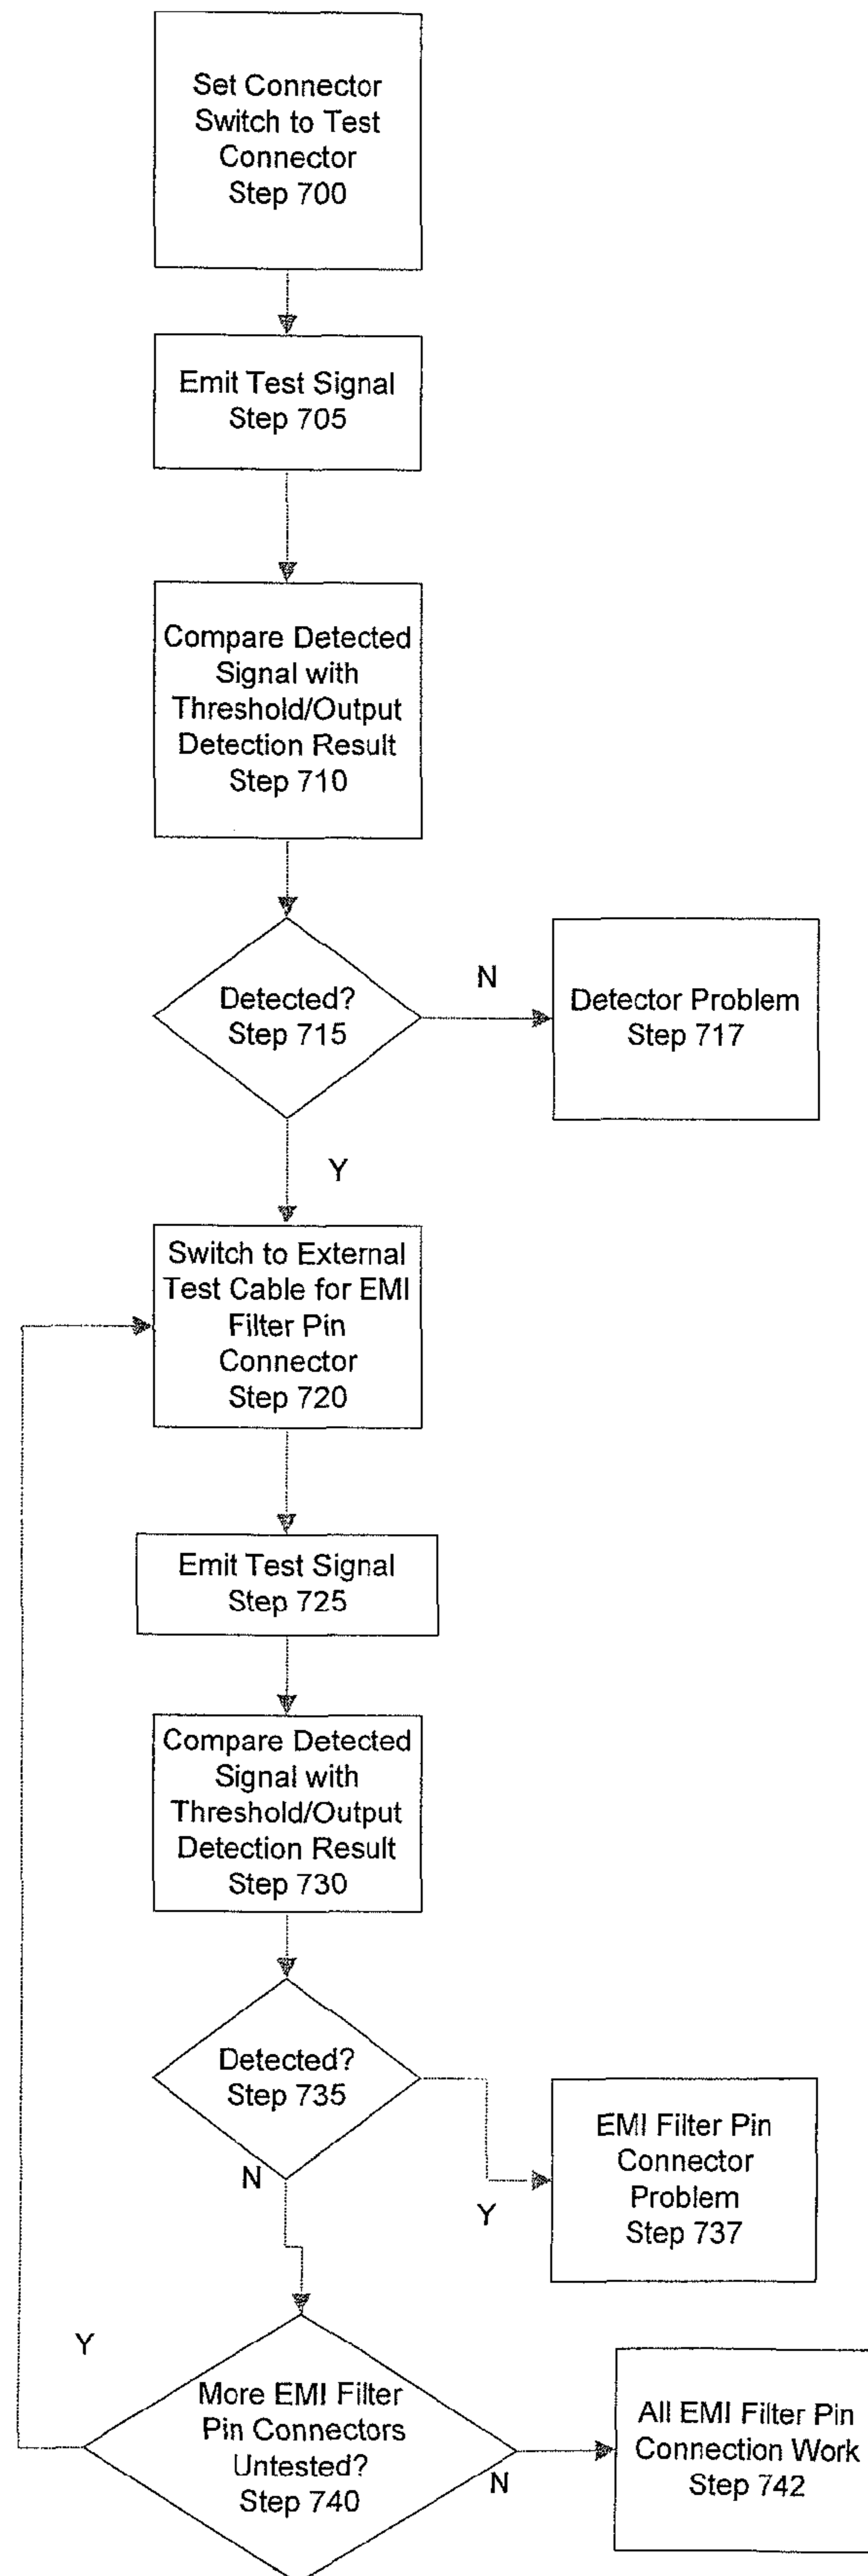 Set Connector
Switch to Test
Connector
Step 700
Emit Test Signal
Step 705
Compare Detected
Signal with
Threshold/Output
Detection Result
Step 710
Detected?
Step 715
N
Detector Problem
Step 717
Y
Switch to External
Test Cable for EMI
Filter Pin
Connector
Step 720
Emit Test Signal
Step 725
Compare Detected
Signal with
Threshold/Output
Detection Result
Step 730
Detected?
Step 735
N
Y
EMI Filter Pin
Connector
Problem
Step 737
Y
More EMI Filter
Pin Connectors
Untested?
Step 740
N
All EMI Filter Pin
Connection Work
Step 742